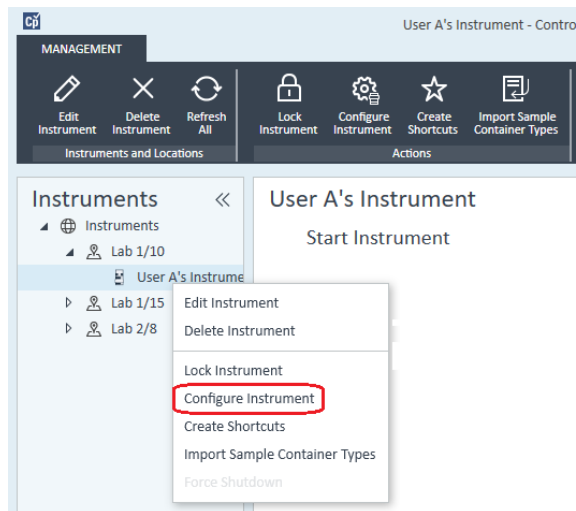 Cp
User A's Instrument - Contro
MANAGEMENT
Edit Instrument
Delete Instrument
Refresh All
Lock Instrument
Configure Instrument
Create Shortcuts
Import Sample Container Types
Instruments and Locations
Actions
Instruments
Instruments
Lab 1/10
User A's Instrume
Lab 1/15
Lab 2/8
User A's Instrument
Start Instrument
Edit Instrument
Delete Instrument
Lock Instrument
Configure Instrument
Create Shortcuts
Import Sample Container Types
Force Shutdown